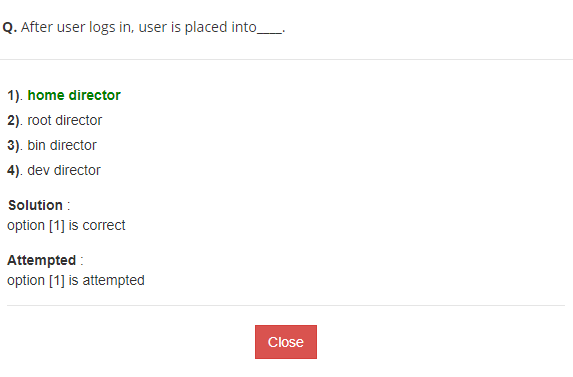 Q. After user logs in, user is placed into____.
1). home director
2). root director
3). bin director
4). dev director
Solution :
option [1] is correct
Attempted :
option [1] is attempted
Close